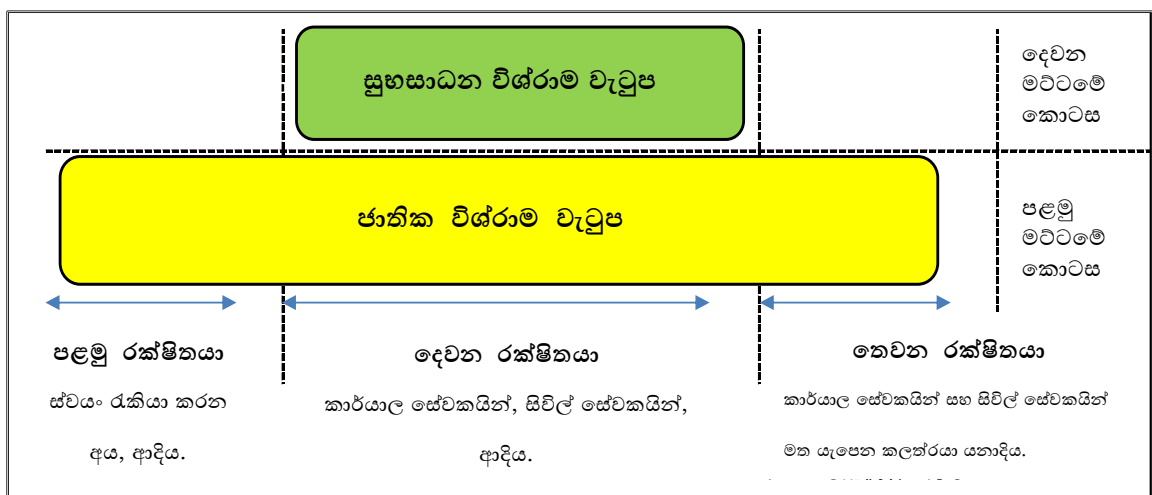 සුභසාධන විශ්රාම වැටුප
දෙවන
මට්ටමේ
කොටස
ජාතික විශ්රාම වැටුප
පළමු
මට්ටමේ
කොටස
පළමු රක්ෂිතයා
ස්වයං රැකියා කරන
අය, ආදිය.
දෙවන රක්ෂිතයා
කාර්යාල සේවකයින්, සිවිල් සේවකයින්,
ආදිය.
තෙවන රක්ෂිතයා
කාර්යාල සේවකයින් සහ සිවිල් සේවකයින්
මත යැපෙන කලත්රයා යනාදිය.